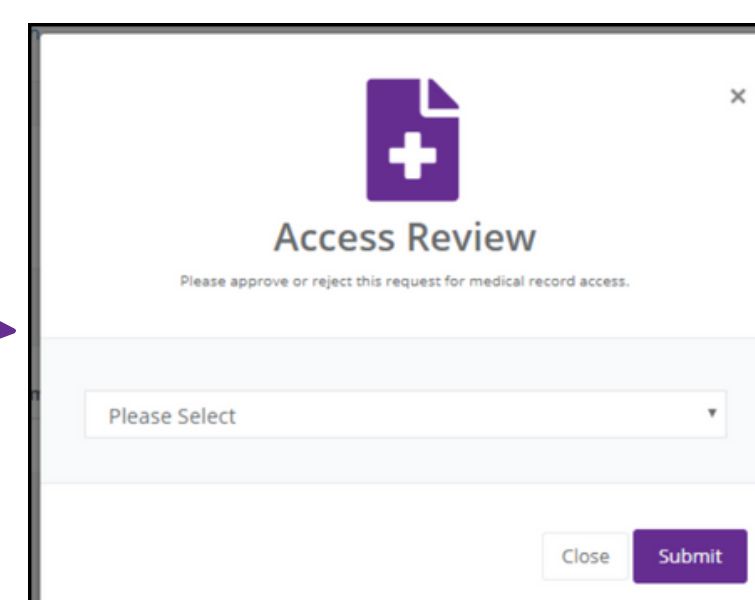 Access Review
Please approve or reject this request for medical record access.
Please Select
Close Submit